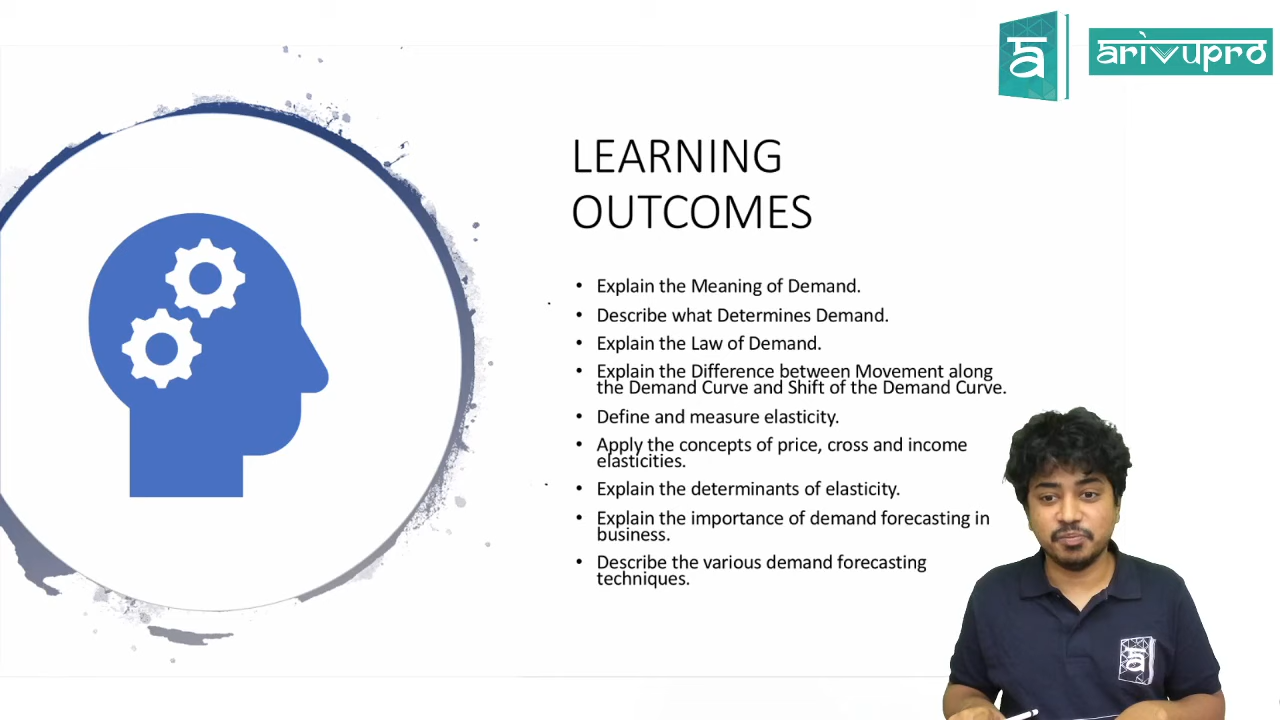 arivupro
LEARNING
OUTCOMES
• Explain the Meaning of Demand.
• Describe what Determines Demand.
• Explain the Law of Demand.
• Explain the Difference between Movement along
the Demand Curve and Shift of the Demand Curve.
• Define and measure elasticity.
• Apply the concepts of price, cross and income
elasticities.
• Explain the determinants of elasticity.
• Explain the importance of demand forecasting in
business.
• Describe the various demand forecasting
techniques.